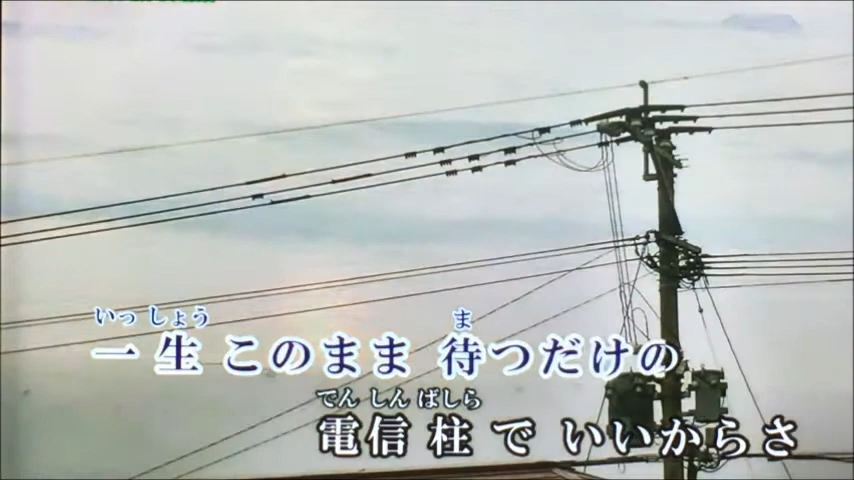 いっしょう ま
一生このまま 待つだけの
でんしんばしら
電信柱で いいからさ